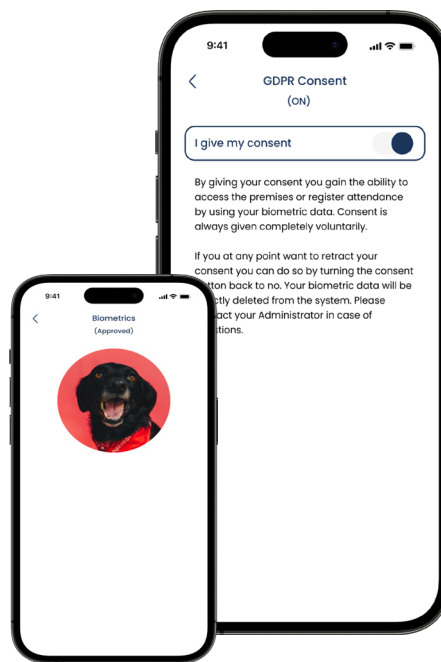 9:41
GDPR Consent
(ON)
I give my consent
By giving your consent you gain the ability to
access the premises or register attendance
by using your biometric data. Consent is
always given completely voluntarily.
If you at any point want to retract your
consent you can do so by turning the consent
back to no. Your biometric data will be
deleted from the system. Please
your Administrator in case of
9:41
Biometrics
(Approved)